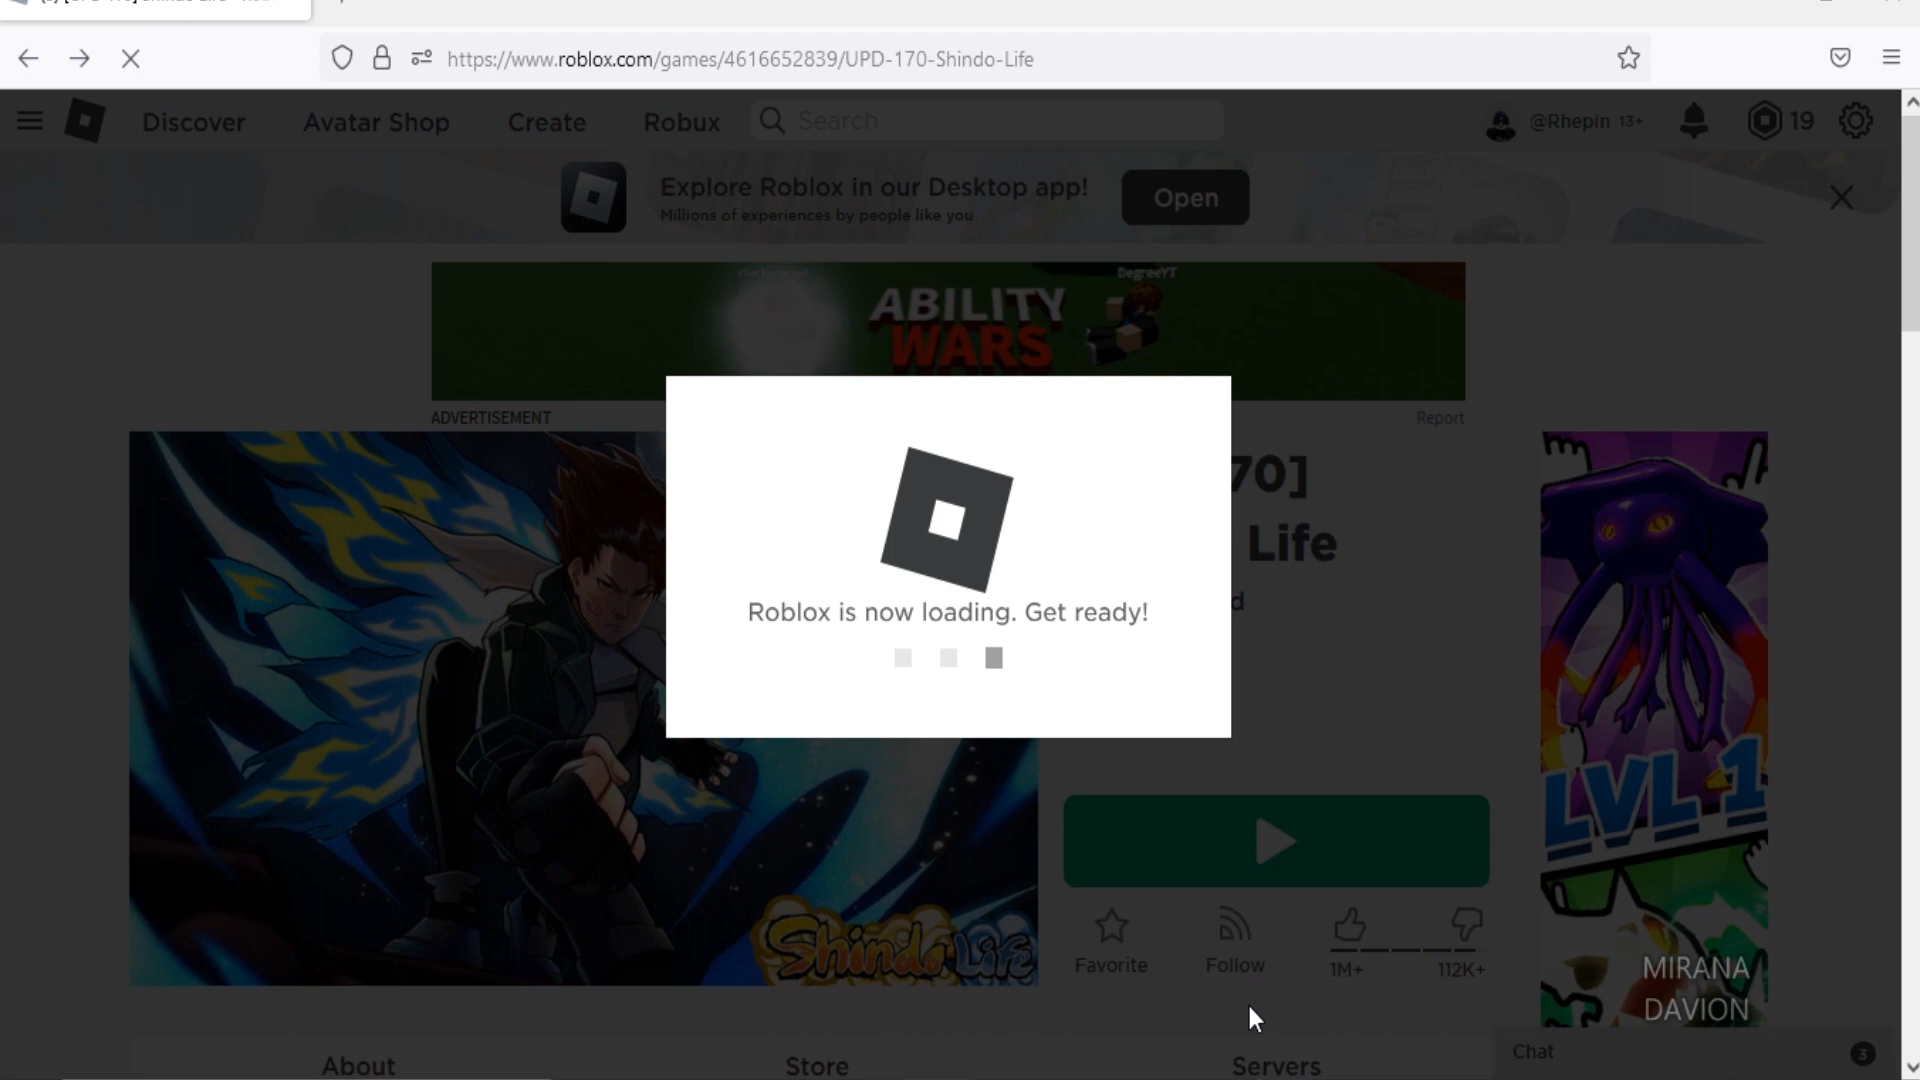 https://www.roblox.com/games/4616652839/UPD-170-Shindo-Life
Discover
Avatar Shop
Create
Robux
Search
@Rhepin 13+
19
Explore Roblox in our Desktop app!
Millions of experiences by people like you
Open
DegreeYT
ABILITY
WARS
ADVERTISEMENT
Report
70]
Life
d
Roblox is now loading. Get ready!
Shindo Life
LVL 1
Favorite
Follow
1M+
112K+
MIRANA
DAVION
About
Store
Servers
Chat
3